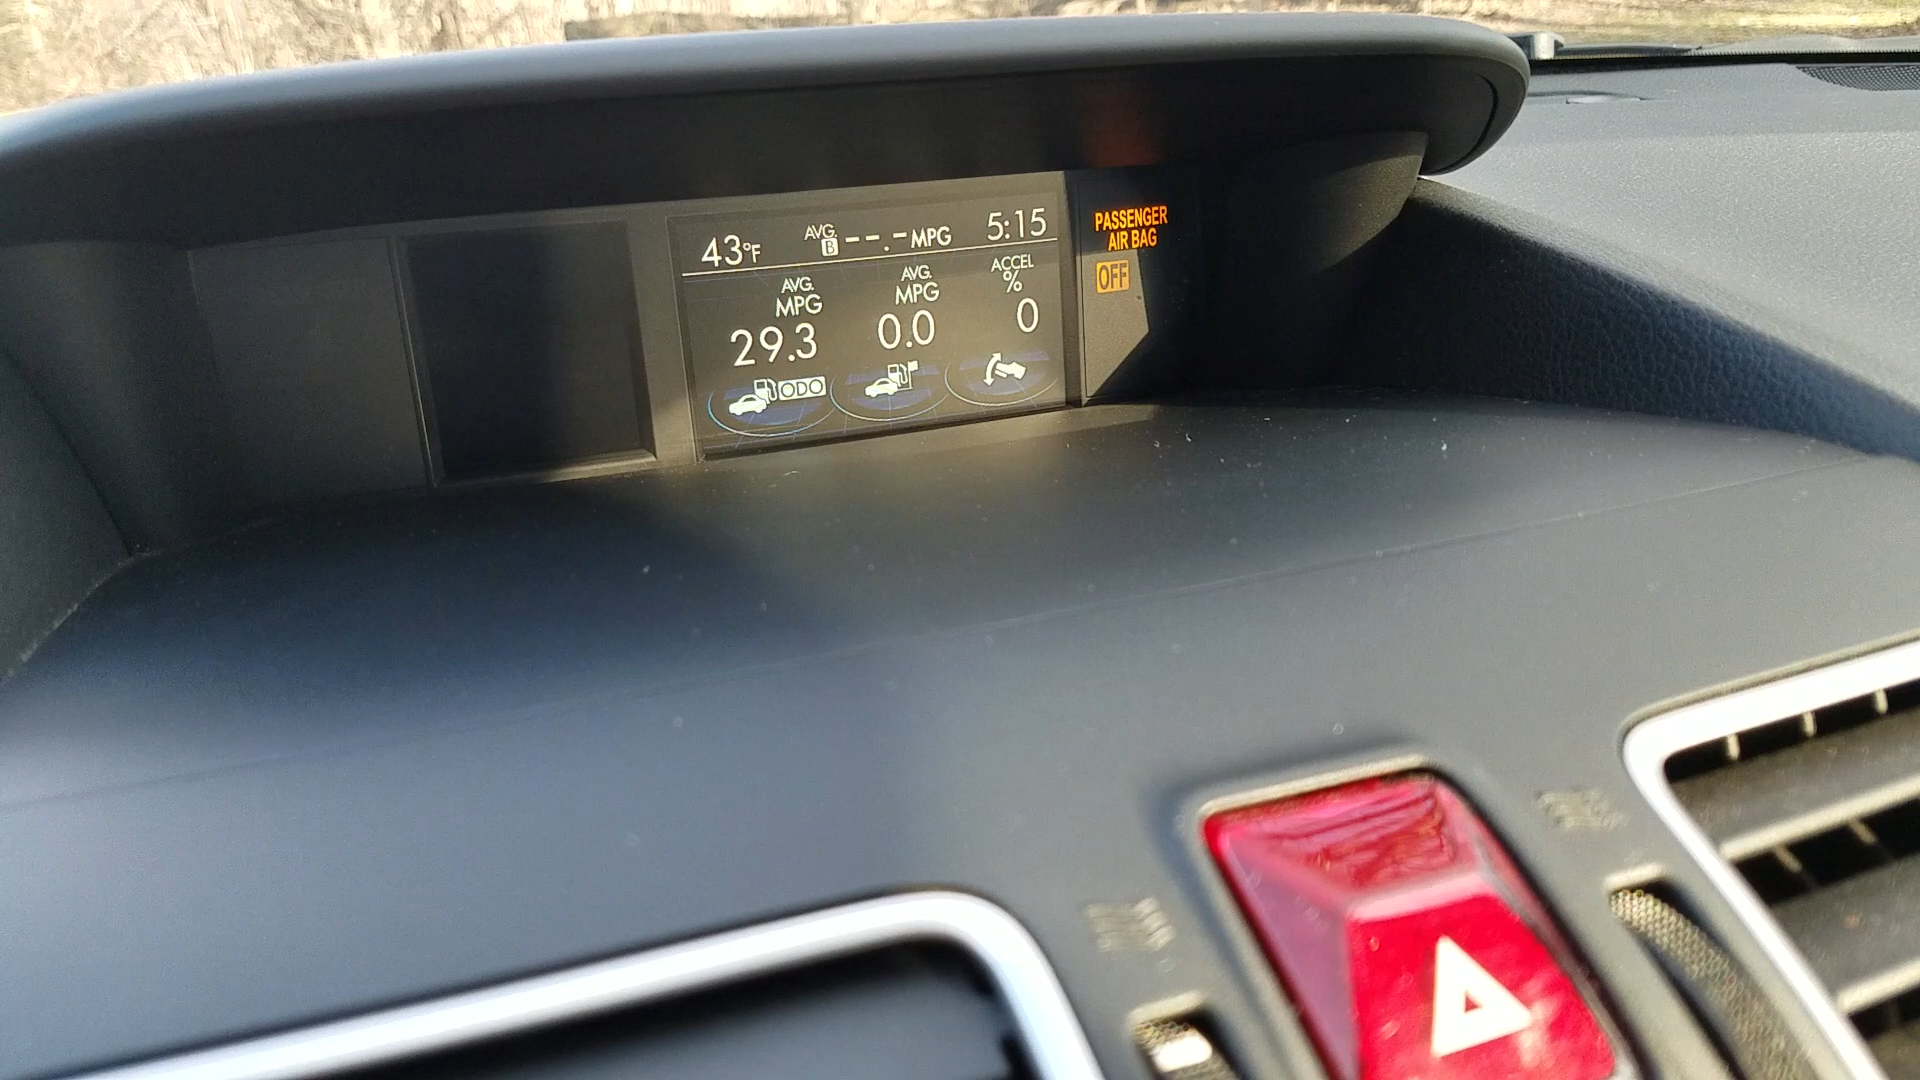 43°F AVG. B --.- MPG 5:15
AVG. MPG
29.3
ODO
AVG. MPG
0.0
ACCEL %
0
PASSENGER
AIR BAG
OFF